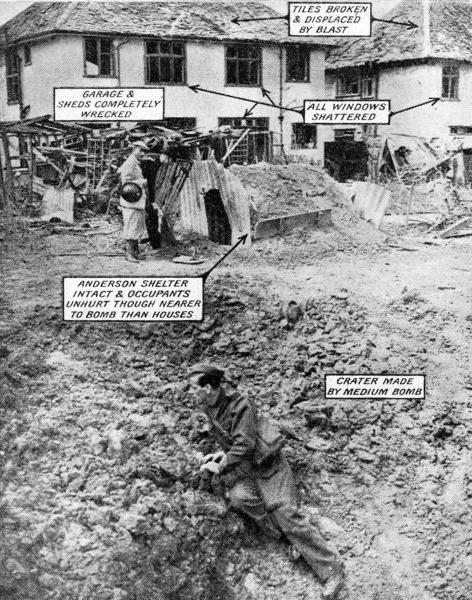 TILES BROKEN
& DISPLACED
BY BLAST
GARAGE &
SHEDS COMPLETELY
WRECKED
ALL WINDOWS
SHATTERED
ANDERSON SHELTER
INTACT & OCCUPANTS
UNHURT THOUGH NEARER
TO BOMB THAN HOUSES
CRATER MADE
BY MEDIUM BOMB